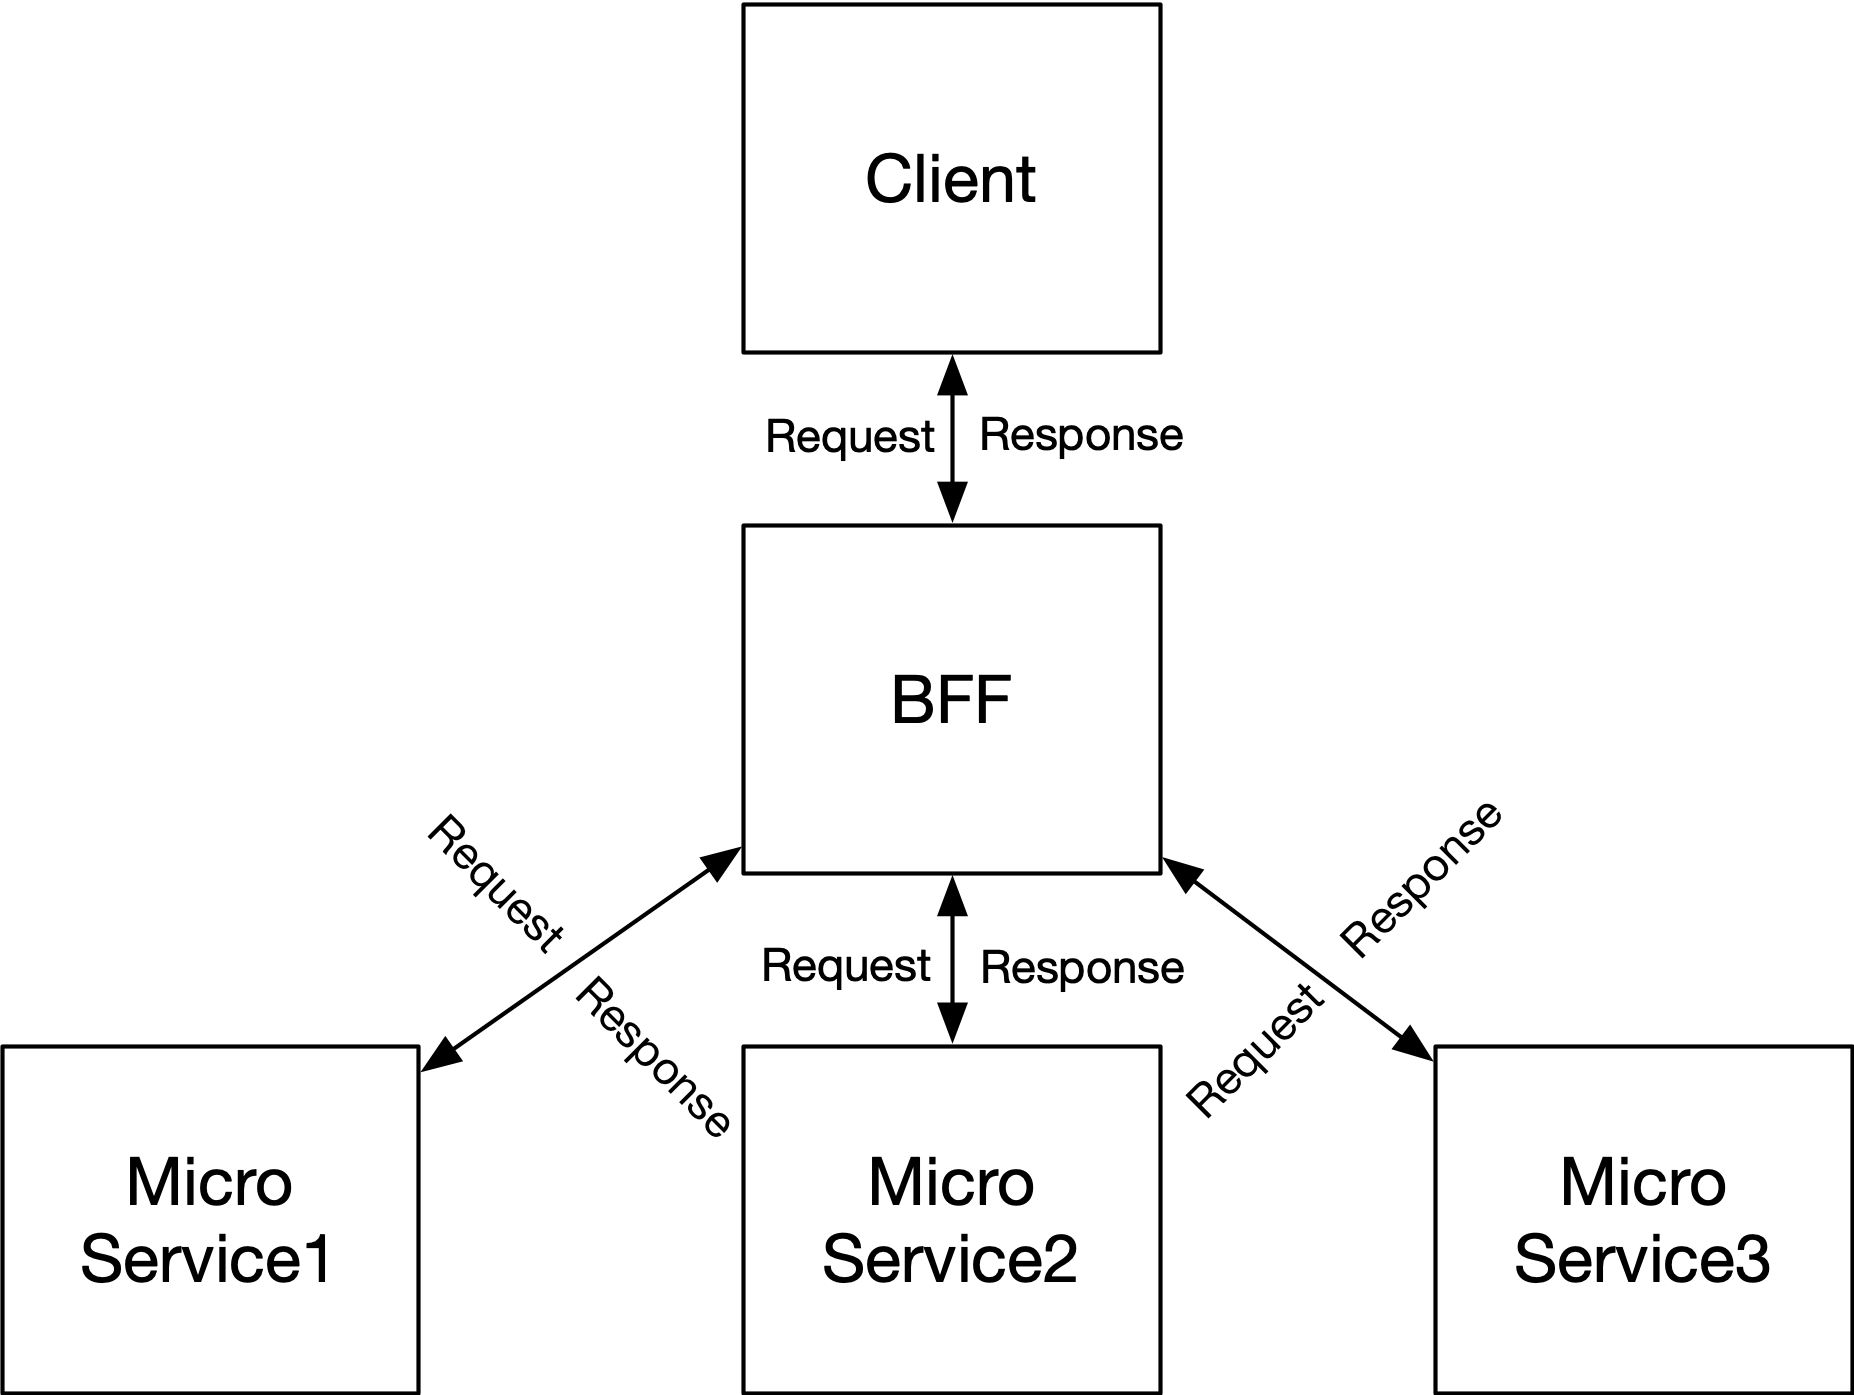 Client
Request
Response
BFF
Request
Response
Request
Response
Response
Request
Micro
Service1
Micro
Service2
Micro
Service3